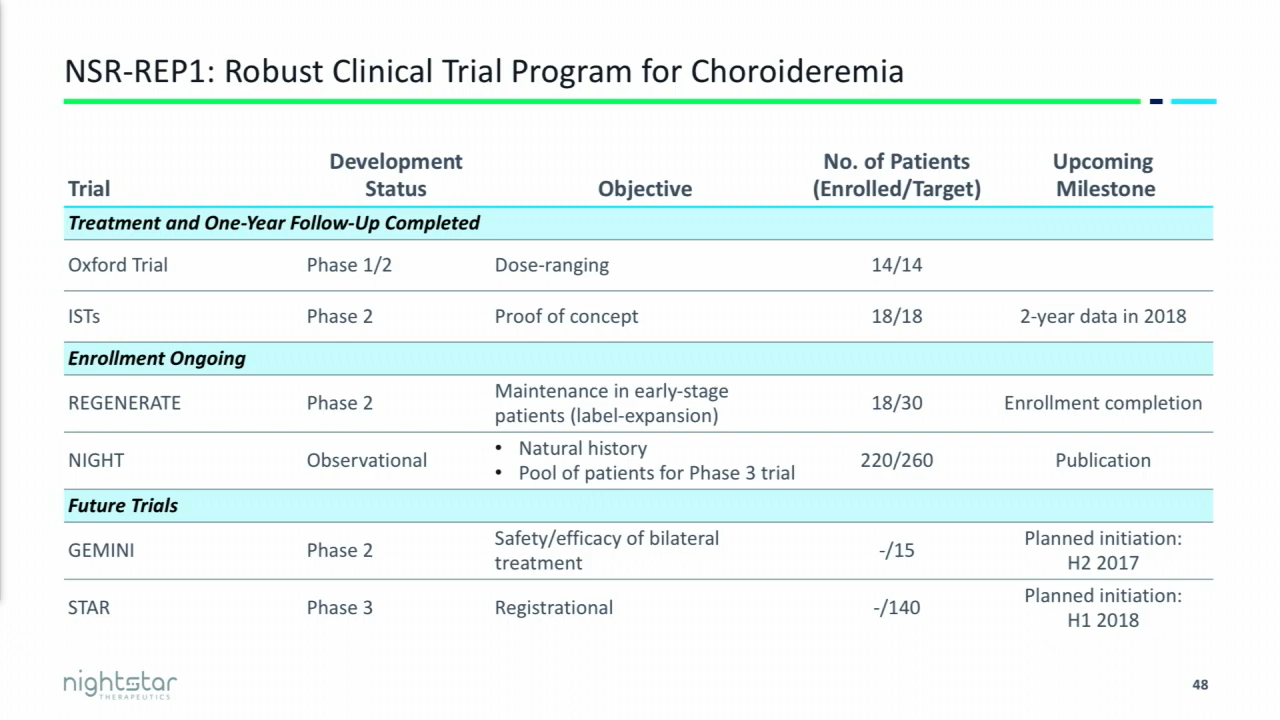 NSR-REP1: Robust Clinical Trial Program for Choroideremia
Trial
Development
Status
Objective
No. of Patients
(Enrolled/Target)
Upcoming
Milestone
Treatment and One-Year Follow-Up Completed
Oxford Trial
Phase 1/2
Dose-ranging
14/14
ISTs
Phase 2
Proof of concept
18/18
2-year data in 2018
Enrollment Ongoing
REGENERATE
Phase 2
Maintenance in early-stage
patients (label-expansion)
18/30
Enrollment completion
NIGHT
Observational
• Natural history
• Pool of patients for Phase 3 trial
220/260
Publication
Future Trials
GEMINI
Phase 2
Safety/efficacy of bilateral
treatment
-/15
Planned initiation:
H2 2017
STAR
Phase 3
Registrational
-/140
Planned initiation:
H1 2018
nightstar
THERAPEUTICS
48